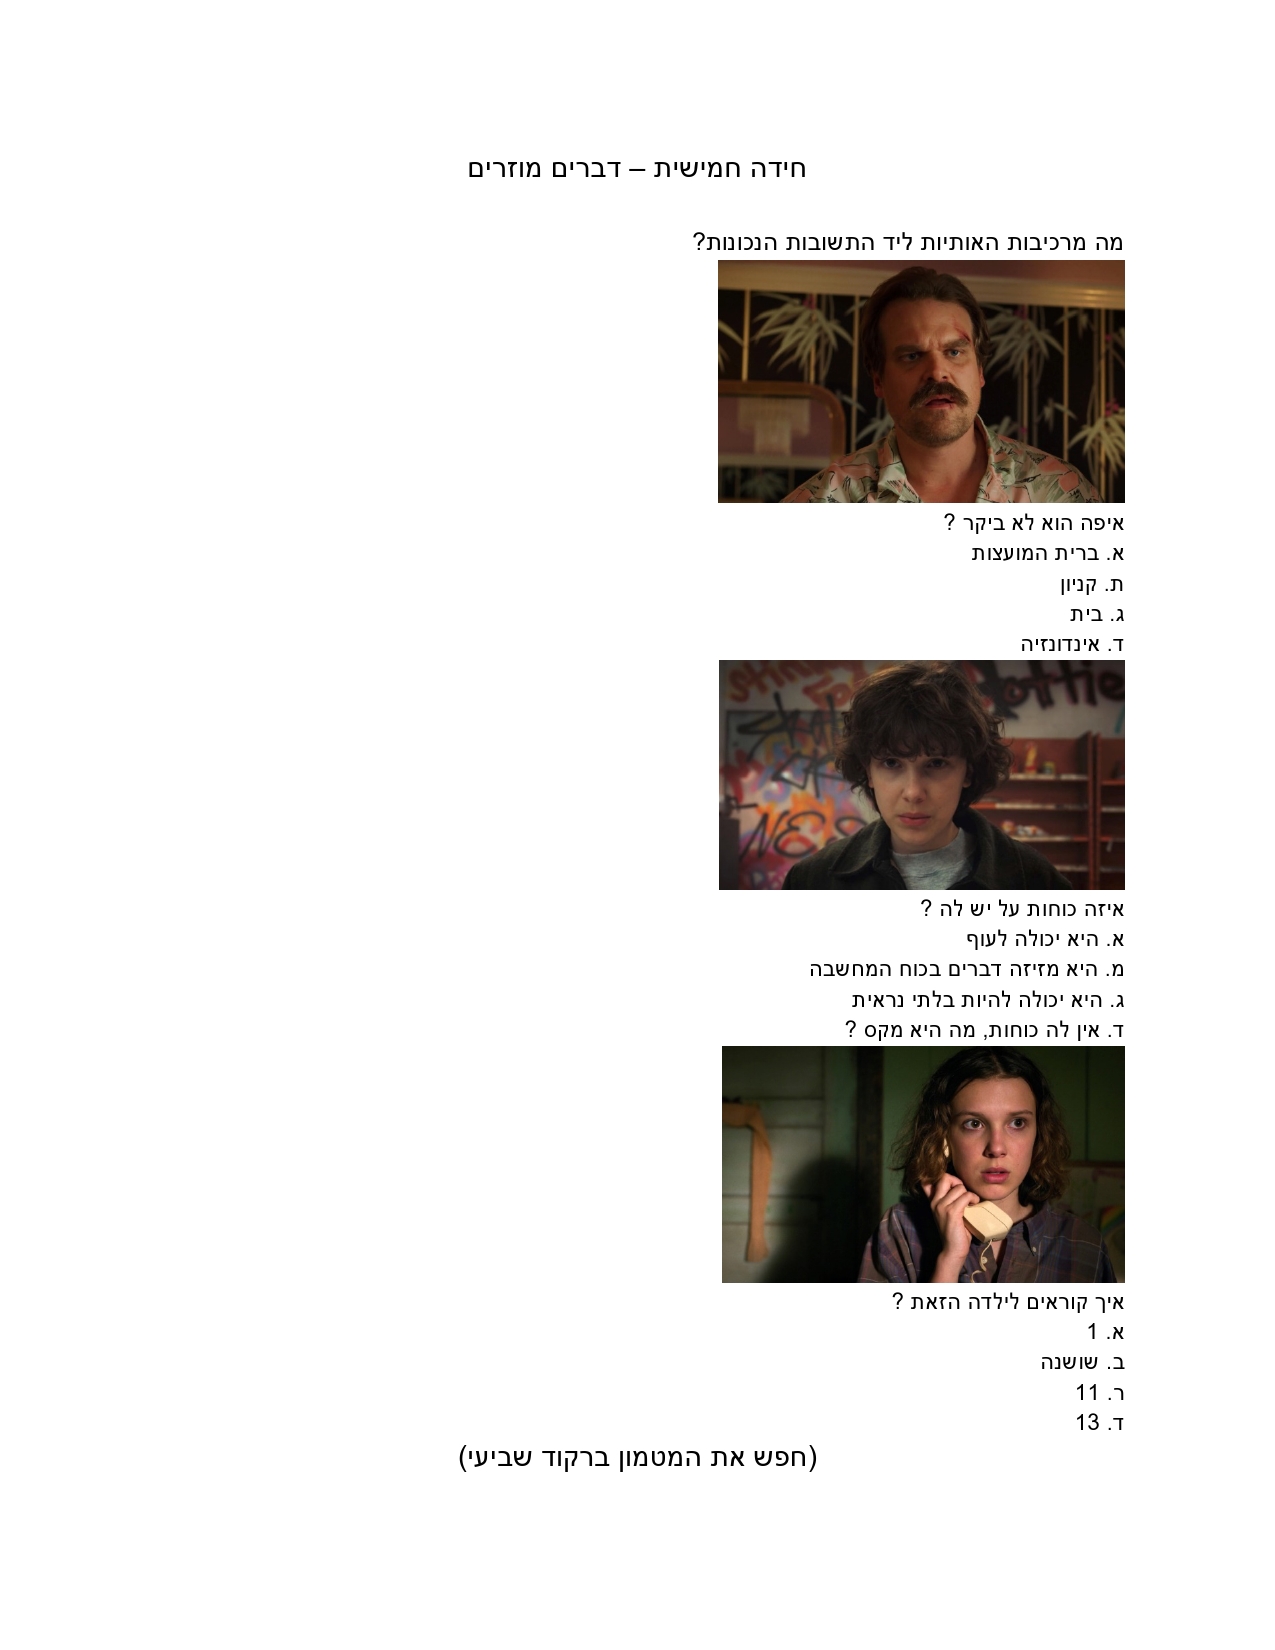 חידה חמישית – דברים מוזרים
מה מרכיבות האותיות ליד התשובות הנכונות?
איפה הוא לא ביקר ?
א. ברית המועצות
ת. קניון
ג. בית
ד. אינדונזיה
איזה כוחות על יש לה ?
א. היא יכולה לעוף
מ. היא מזיזה דברים בכוח המחשבה
ג. היא יכולה להיות בלתי נראית
ד. אין לה כוחות, מה היא מקס ?
איך קוראים לילדה הזאת ?
א. 1
ב. שושנה
ר. 11
ד. 13
(חפש את המטמון ברקוד שביעי)